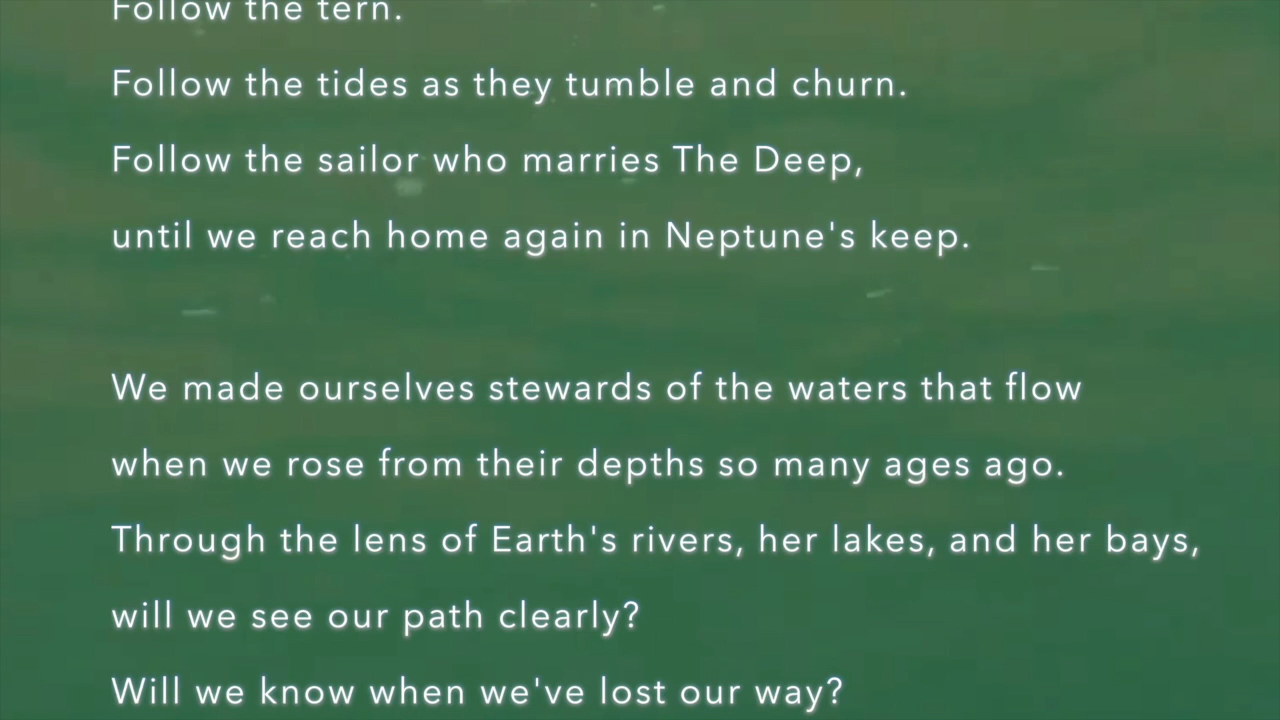 Follow the tern.
Follow the tides as they tumble and churn.
Follow the sailor who marries The Deep,
until we reach home again in Neptune's keep.
We made ourselves stewards of the waters that flow
when we rose from their depths so many ages ago.
Through the lens of Earth's rivers, her lakes, and her bays,
will we see our path clearly?
Will we know when we've lost our way?